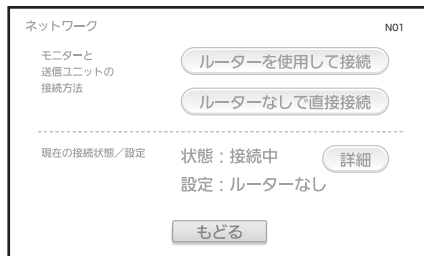 ネットワーク
N01
モニターと
送信ユニットの
接続方法
ルーターを使用して接続
ルーターなしで直接接続
現在の接続状態／設定
状態：接続中
詳細
設定：ルーターなし
もどる